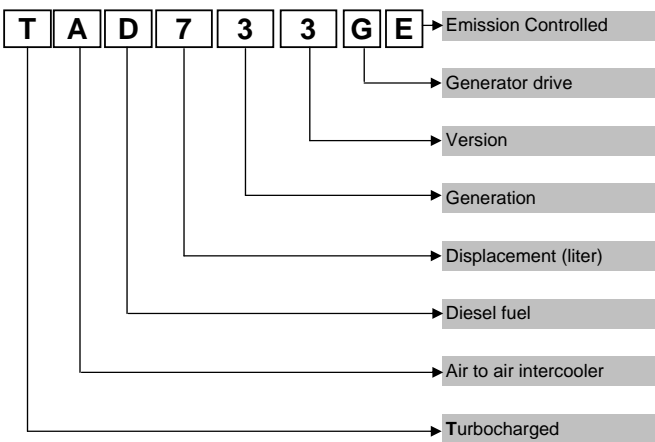 T A D 7 3 3 G E Emission Controlled
Generator drive
Version
Generation
Displacement (liter)
Diesel fuel
Air to air intercooler
Turbocharged